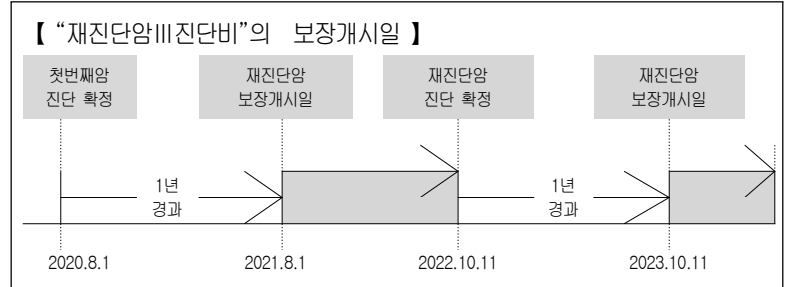 【 “재진단암Ⅲ진단비”의 보장개시일 】
첫번째암
진단 확정
재진단암
보장개시일
재진단암
진단 확정
재진단암
보장개시일
1년
경과
1년
경과
2020.8.1
2021.8.1
2022.10.11
2023.10.11